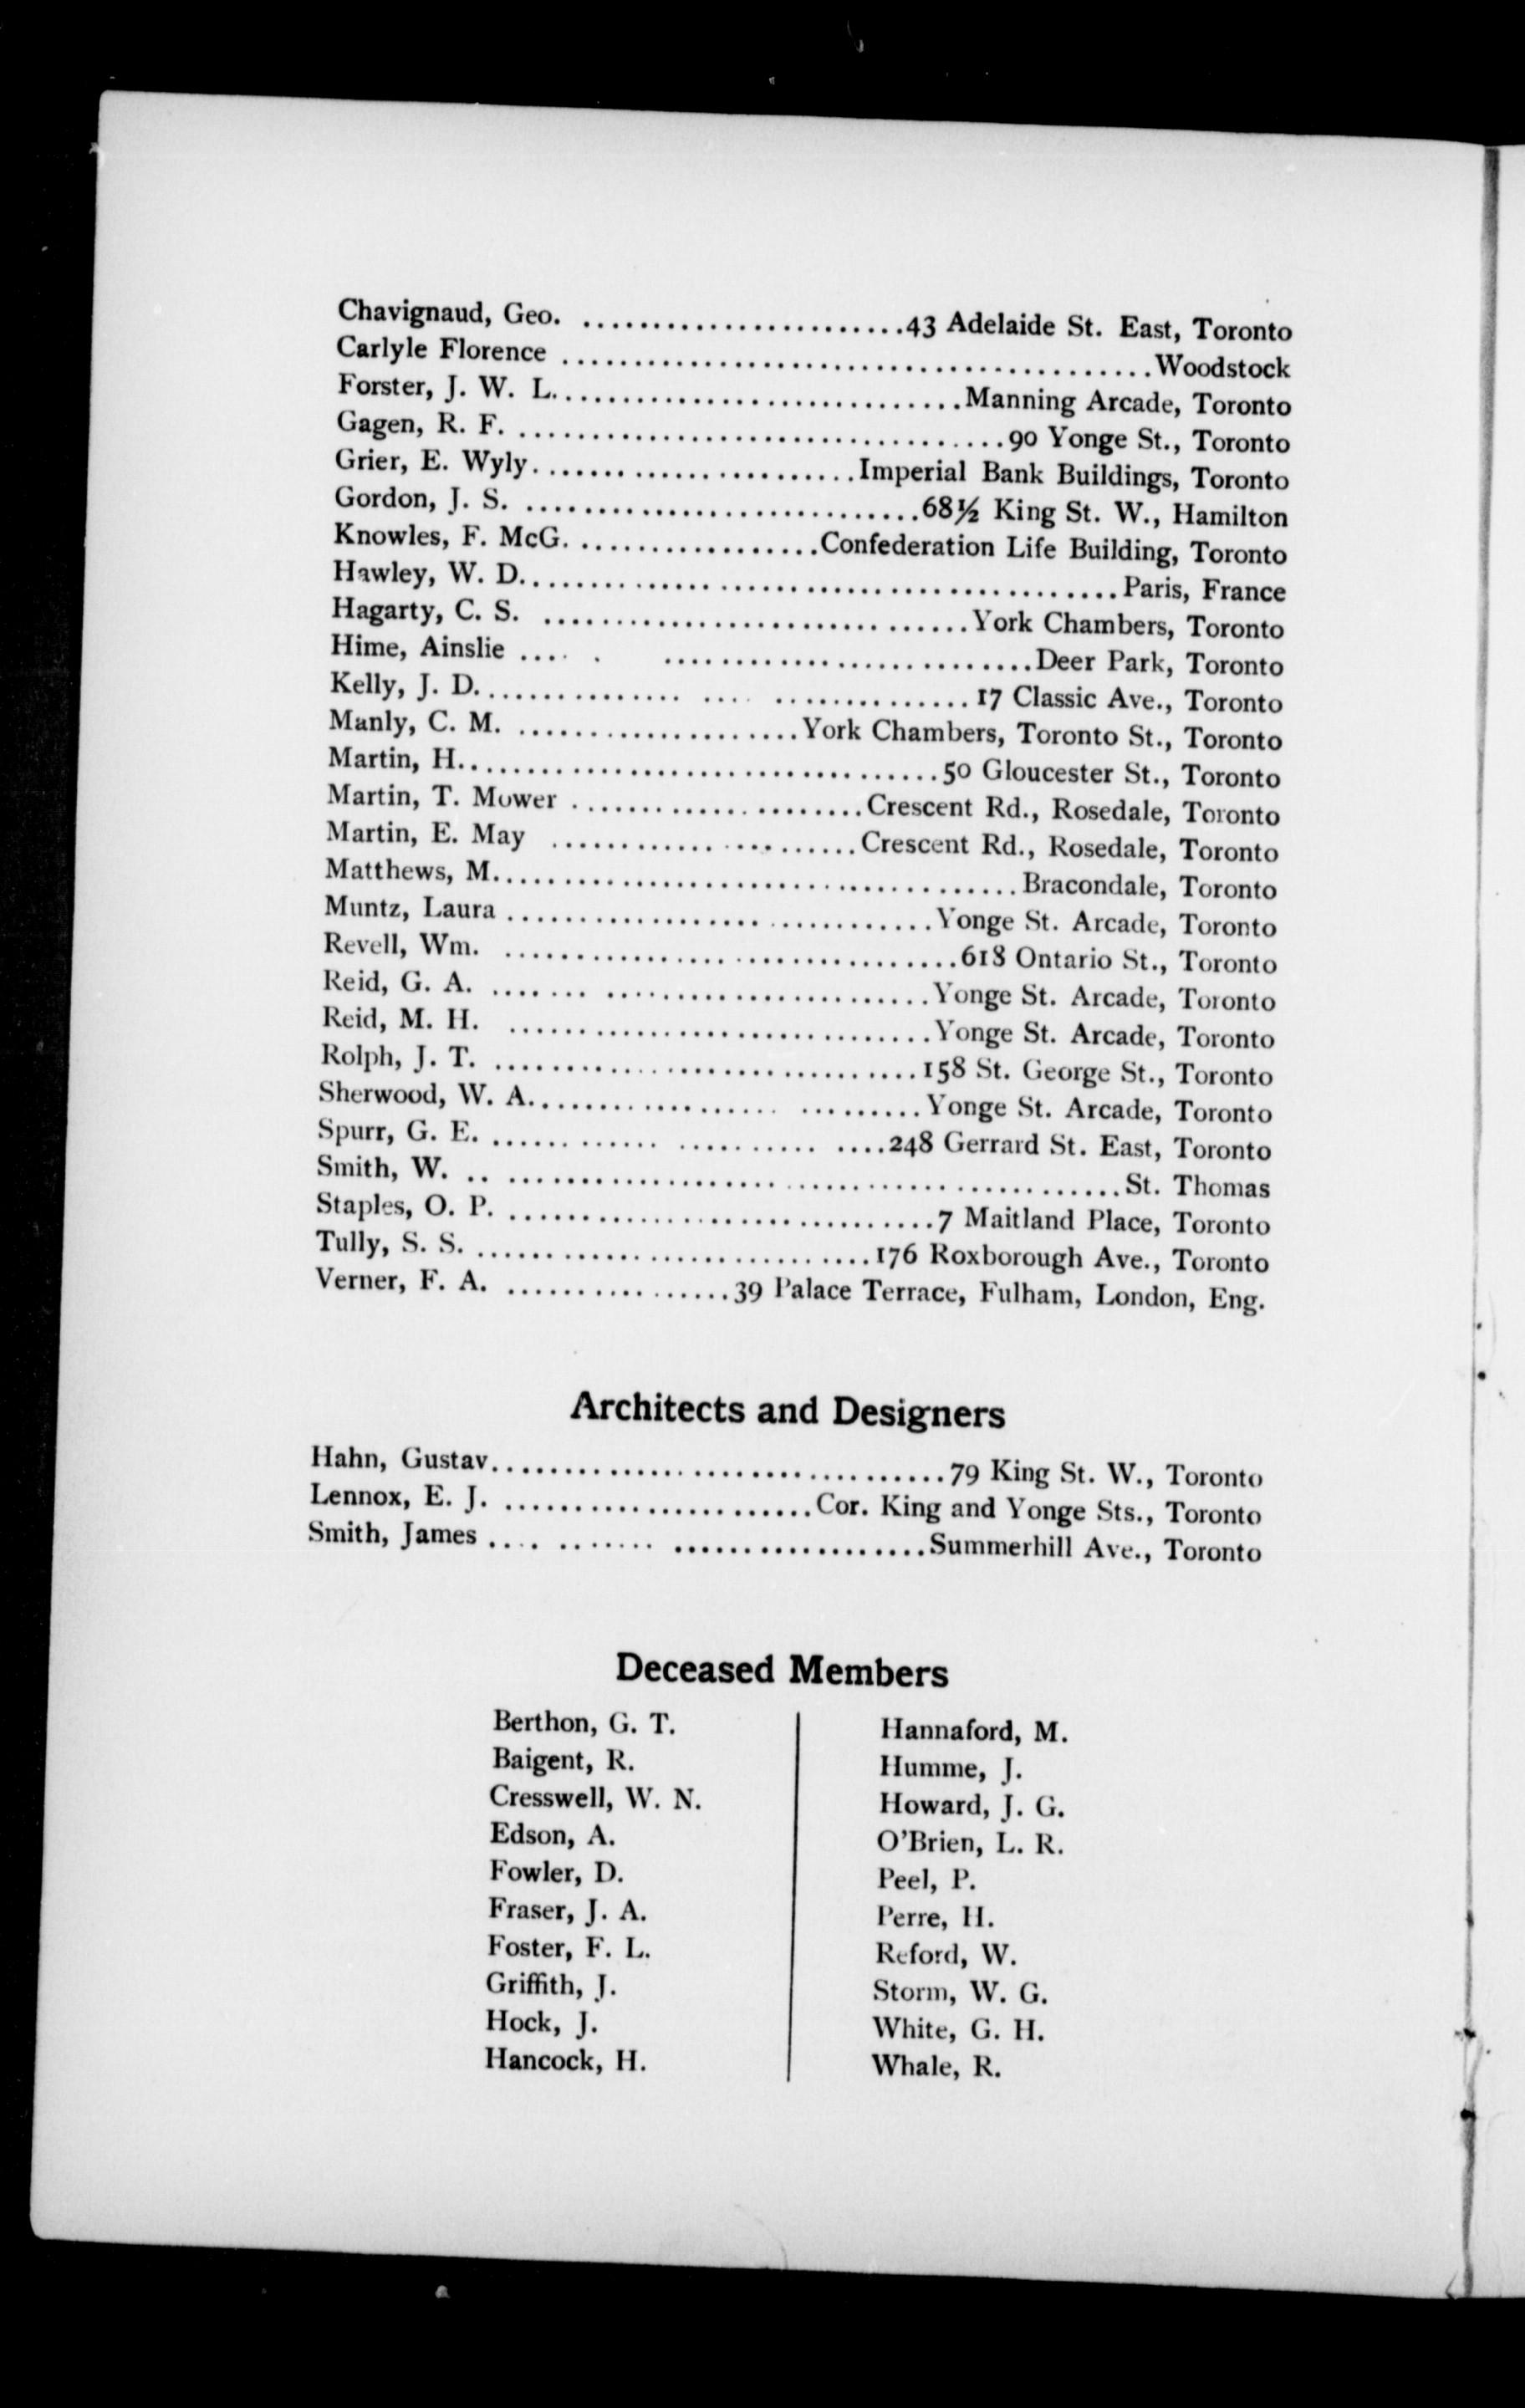 Chavignaud, Geo. ........................43 Adelaide St. East, Toronto
Carlyle Florence ..........................................Woodstock
Forster, J. W. L..............................Manning Arcade, Toronto
Gagen, R. F. ...................................90 Yonge St., Toronto
Grier, E. Wyly.......................Imperial Bank Buildings, Toronto
Gordon, J. S. ............................68½ King St. W., Hamilton
Knowles, F. McG. .................Confederation Life Building, Toronto
Hawley, W. D..........................................Paris, France
Hagarty, C. S. ..............................York Chambers, Toronto
Hime, Ainslie .... . ..........................Deer Park, Toronto
Kelly, J. D............... .... ..............17 Classic Ave., Toronto
Manly, C. M. ....................York Chambers, Toronto St., Toronto
Martin, H..................................50 Gloucester St., Toronto
Martin, T. Mower .....................Crescent Rd., Rosedale, Toronto
Martin, E. May ......................Crescent Rd., Rosedale, Toronto
Matthews, M.....................................Bracondale, Toronto
Muntz, Laura ..............................Yonge St. Arcade, Toronto
Revell, Wm. ................................618 Ontario St., Toronto
Reid, G. A. ....... .......................Yonge St. Arcade, Toronto
Reid, M. H. ..............................Yonge St. Arcade, Toronto
Rolph, J. T. ..............................158 St. George St., Toronto
Sherwood, W. A.................. .........Yonge St. Arcade, Toronto
Spurr, G. E. ............ .......... ....248 Gerrard St. East, Toronto
Smith, W. .. ...........................................St. Thomas
Staples, O. P. ..............................7 Maitland Place, Toronto
Tully, S. S. ............................176 Roxborough Ave., Toronto
Verner, F. A. ................39 Palace Terrace, Fulham, London, Eng.
Architects and Designers
Hahn, Gustav................................79 King St. W., Toronto
Lennox, E. J. ......................Cor. King and Yonge Sts., Toronto
Smith, James .... ....... ..................Summerhill Ave., Toronto
Deceased Members
Berthon, G. T.
Baigent, R.
Cresswell, W. N.
Edson, A.
Fowler, D.
Fraser, J. A.
Foster, F. L.
Griffith, J.
Hock, J.
Hancock, H.
Hannaford, M.
Humme, J.
Howard, J. G.
O'Brien, L. R.
Peel, P.
Perre, H.
Reford, W.
Storm, W. G.
White, G. H.
Whale, R.